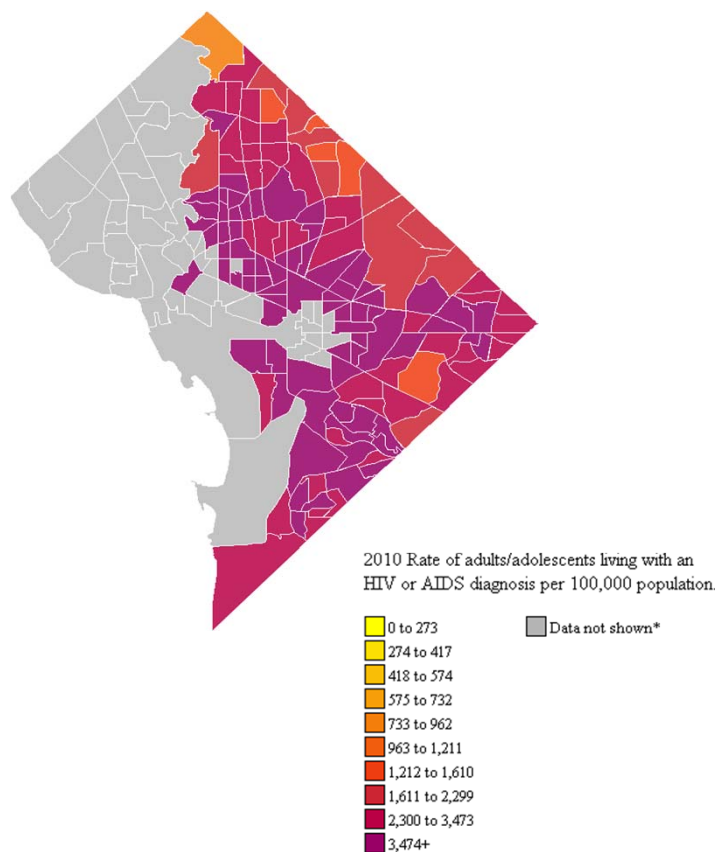 2010 Rate of adults/adolescents living with an
HIV or AIDS diagnosis per 100,000 population.
0 to 273
274 to 417
418 to 574
575 to 732
733 to 962
963 to 1,211
1,212 to 1,610
1,611 to 2,299
2,300 to 3,473
3,474+
Data not shown*